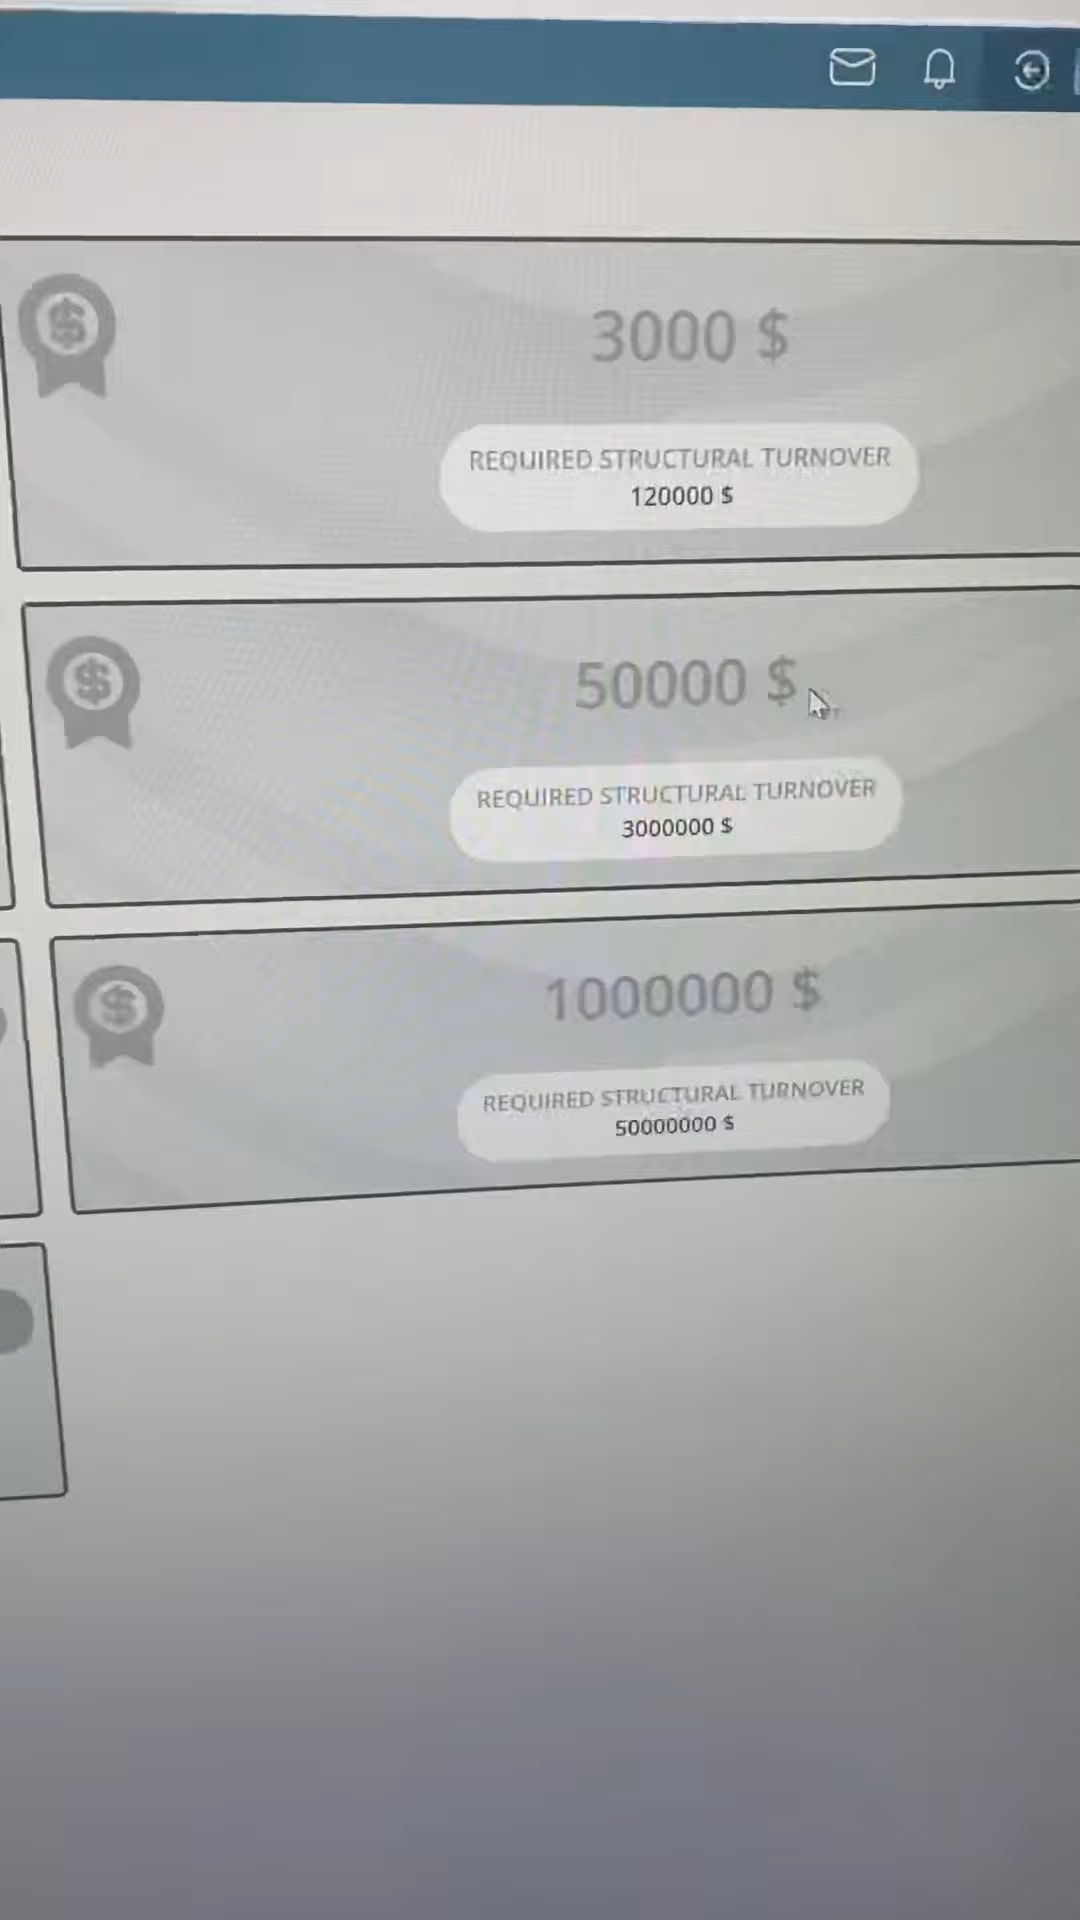 3000 $
REQUIRED STRUCTURAL TURNOVER
120000 $
50000 $
REQUIRED STRUCTURAL TURNOVER
3000000 $
1000000 $
REQUIRED STRUCTURAL TURNOVER
50000000 $